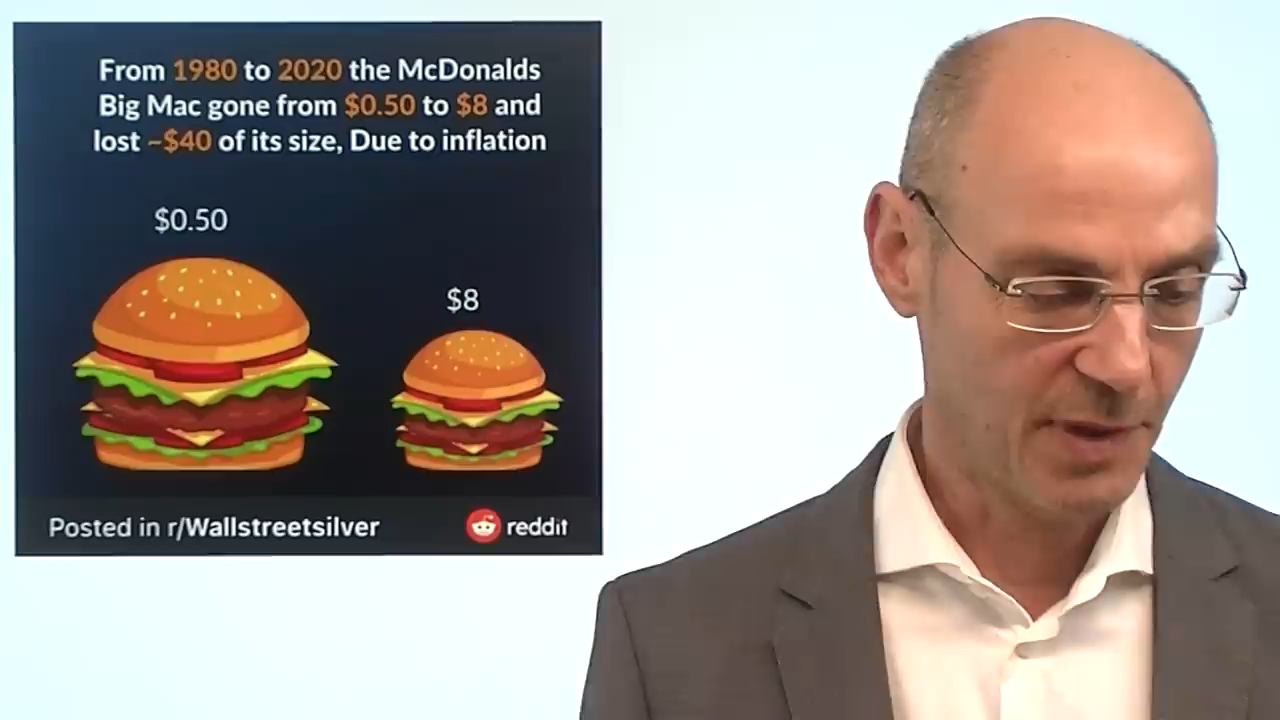 From 1980 to 2020 the McDonalds
Big Mac gone from $0.50 to $8 and
lost ~$40 of its size, Due to inflation
$0.50
$8
Posted in r/Wallstreetsilver
reddit